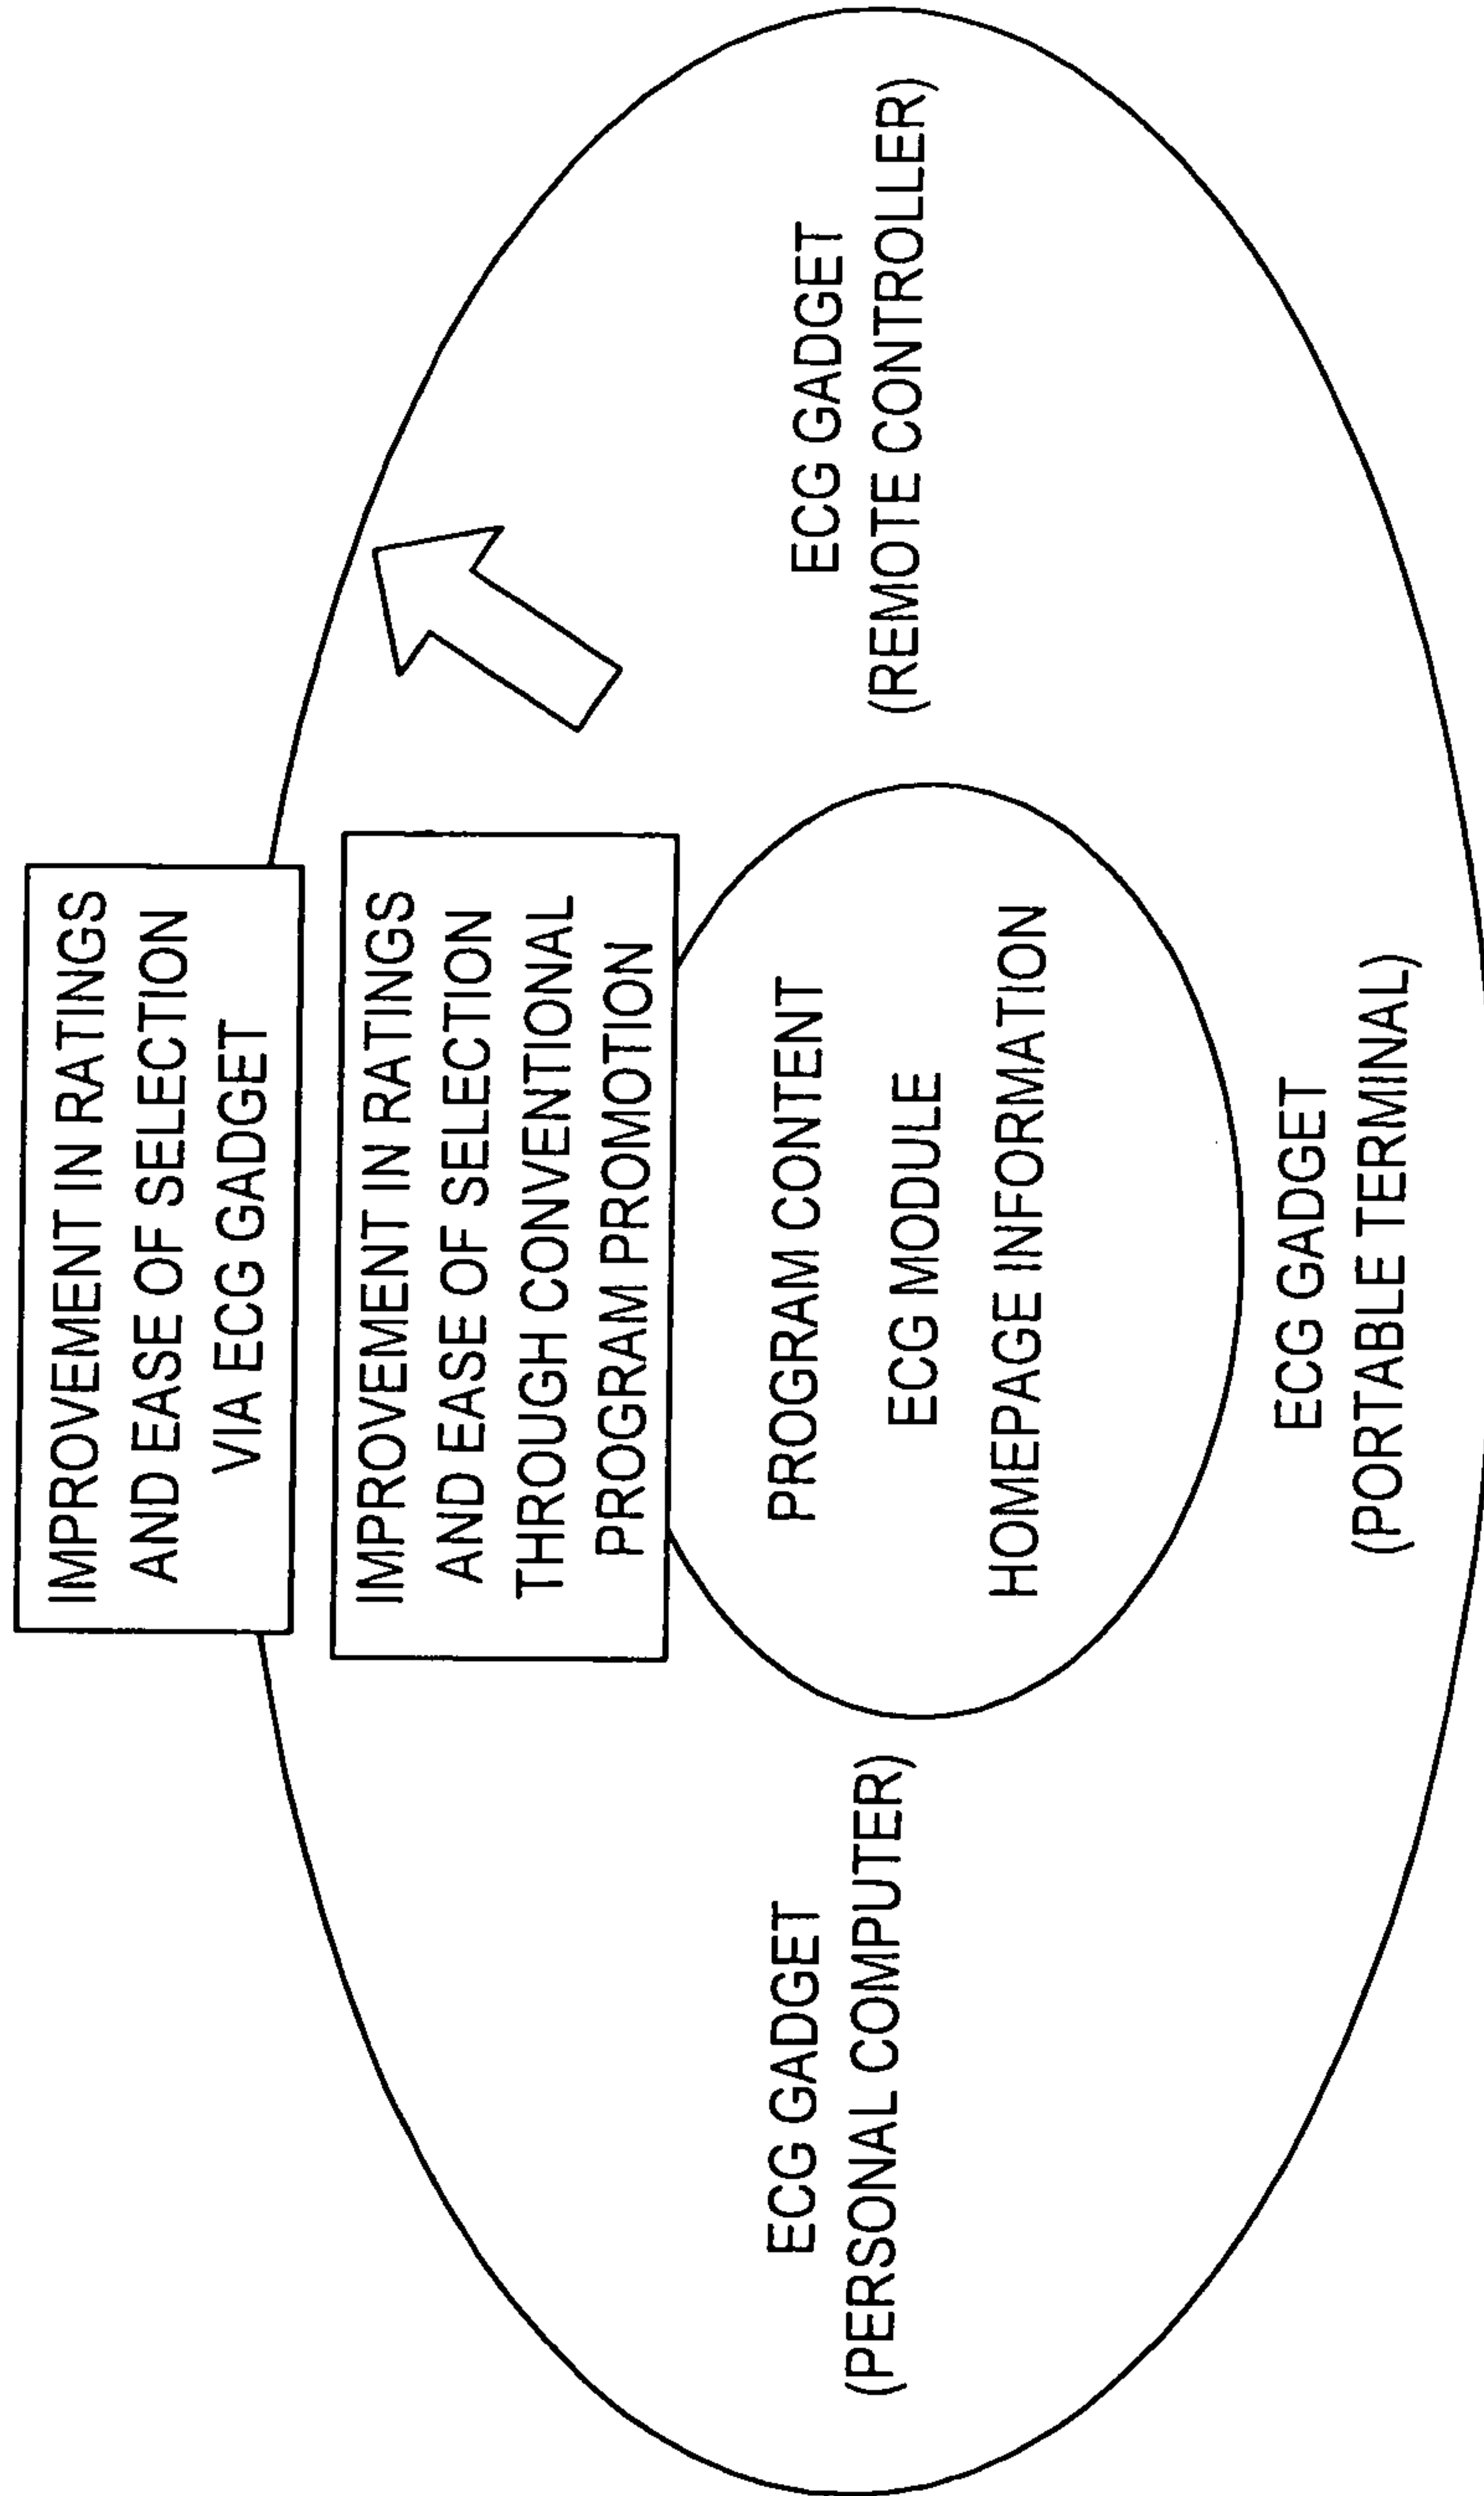 IMPROVEMENT IN RATINGS
AND EASE OF SELECTION
VIA ECG GADGET
IMPROVEMENT IN RATINGS
AND EASE OF SELECTION
THROUGH CONVENTIONAL
PROGRAM PROMOTION
PROGRAM CONTENT
ECG MODULE
HOMEPAGE INFORMATION
ECG GADGET
(PERSONAL COMPUTER)
ECG GADGET
(REMOTE CONTROLLER)
ECG GADGET
(PORTABLE TERMINAL)